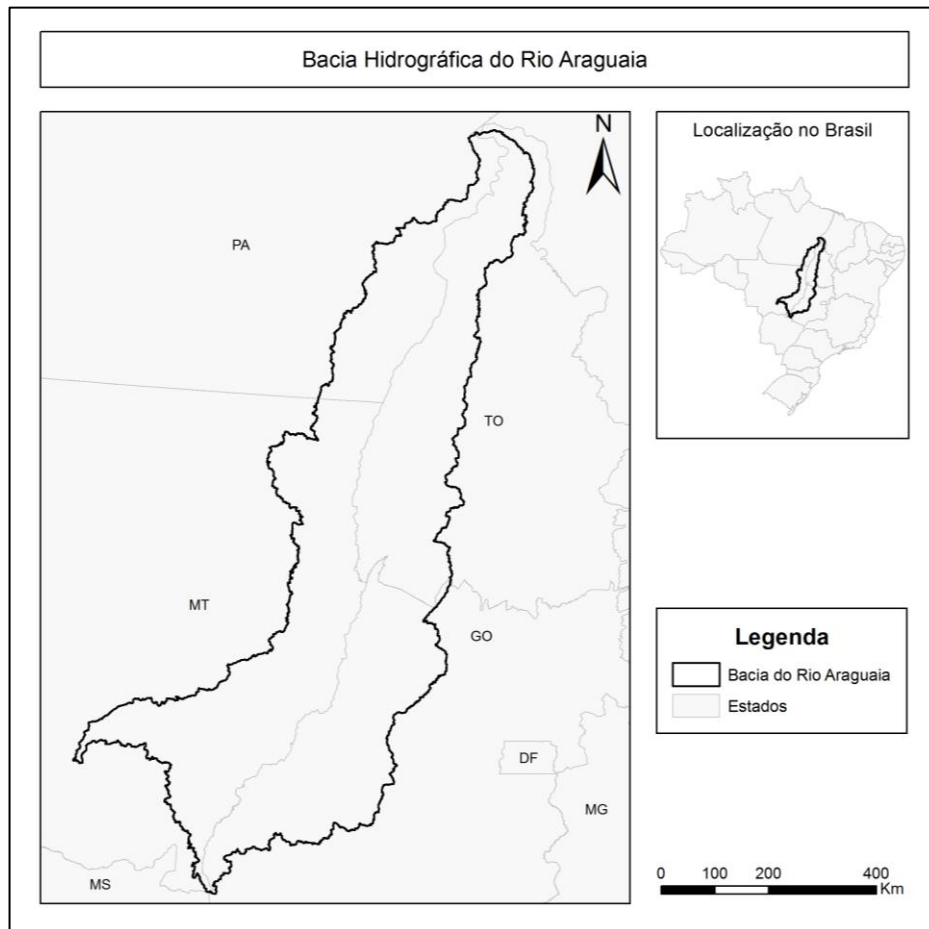 Bacia Hidrográfica do Rio Araguaia
N
PA
TO
MT
GO
DF
MG
MS
Localização no Brasil
Legenda
Bacia do Rio Araguaia
Estados
0 100 200 400
Km